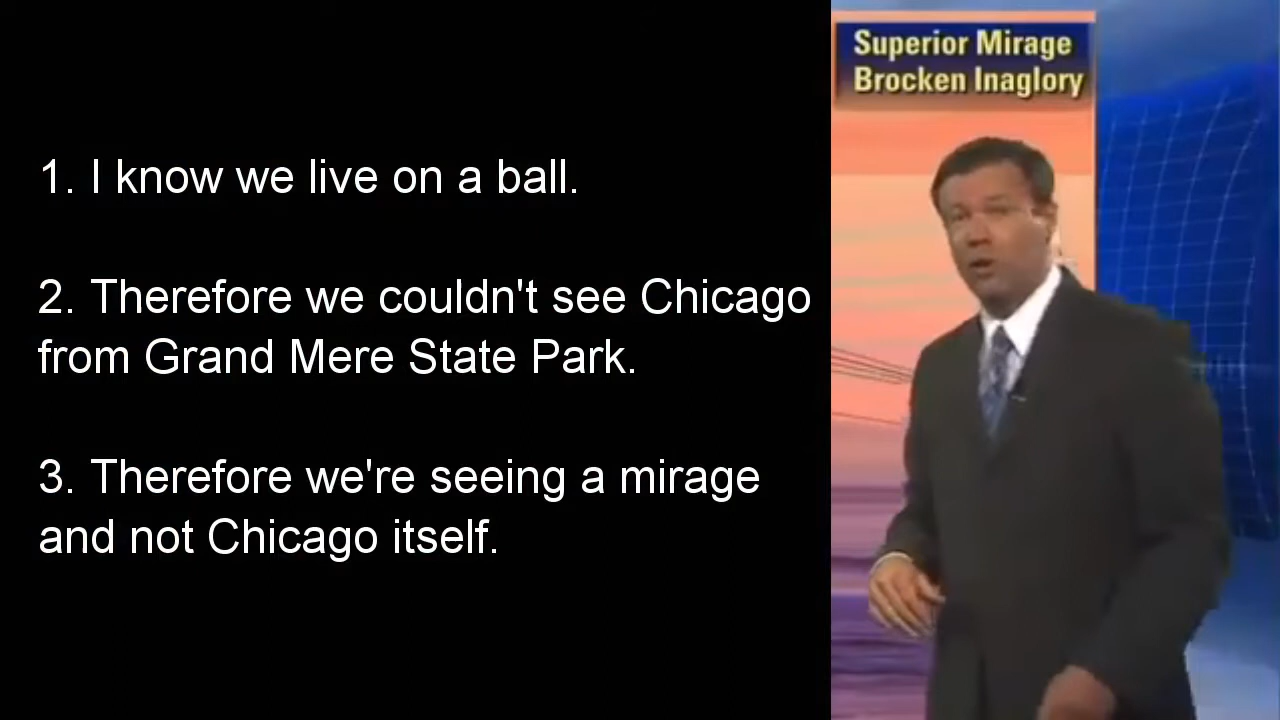 1. I know we live on a ball.
2. Therefore we couldn't see Chicago
from Grand Mere State Park.
3. Therefore we're seeing a mirage
and not Chicago itself.
Superior Mirage
Brocken Inaglory